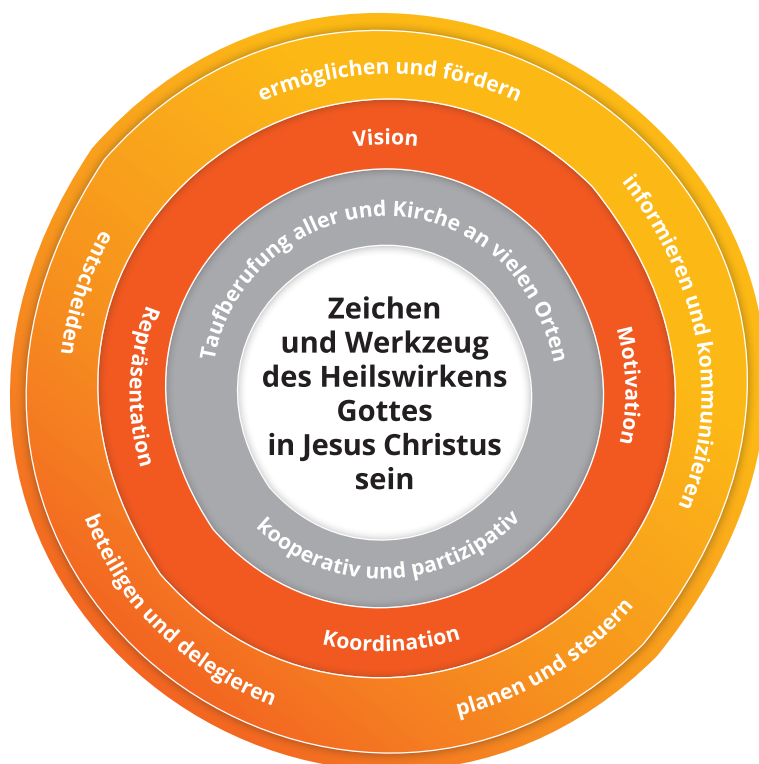 ermöglichen und fördern
informieren und kommunizieren
planen und steuern
beteiligen und delegieren
entscheiden
Vision
Motivation
Koordination
Repräsentation
Taufberufung aller und Kirche an vielen Orten
kooperativ und partizipativ
Zeichen
und Werkzeug
des Heilswirkens
Gottes
in Jesus Christus
sein